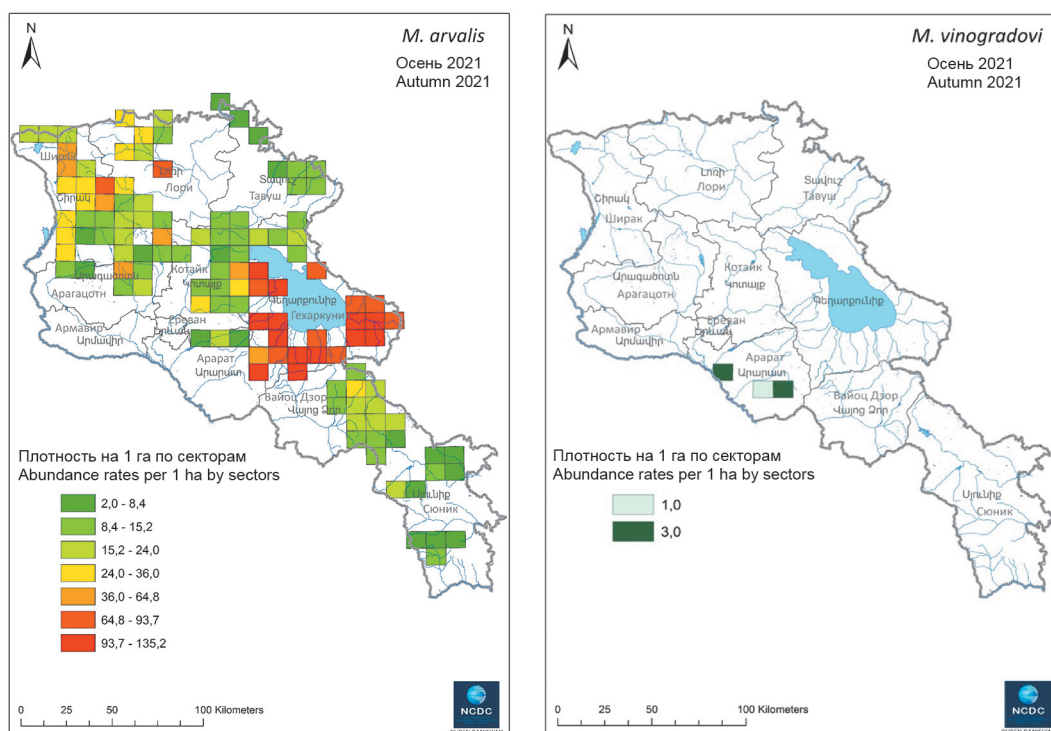 N
M. arvalis
Осень 2021
Autumn 2021
Շիրակ
Ширак
Լոռի
Лори
Տավուշ
Тавуш
Արագածոտն
Арагацотн
Котайк
Կոտայք
Գեղարքունիք
Гехаркуни
Армавир
Արմավիր
Ереван
Երևան
Арарат
Արարատ
Вайоц Дзор
Վայոց Ձոր
Սյունիք
Сюник
Плотность на 1 га по секторам
Abundance rates per 1 ha by sectors
2,0 - 8,4
8,4 - 15,2
15,2 - 24,0
24,0 - 36,0
36,0 - 64,8
64,8 - 93,7
93,7 - 135,2
0 25 50 100 Kilometers
NCDC
N
M. vinogradovi
Осень 2021
Autumn 2021
Լոռի
Лори
Տավուշ
Тавуш
Ширак
Արագածոտն
Арагацотн
Котайк
Կոտայք
Գեղարքունիք
Армавир
Արմավիր
Ереван
Երևան
Арарат
Արարատ
Вайоц Дзор
Վայոց Ձոր
Սյունիք
Сюник
Плотность на 1 га по секторам
Abundance rates per 1 ha by sectors
1,0
3,0
0 25 50 100 Kilometers
NCDC